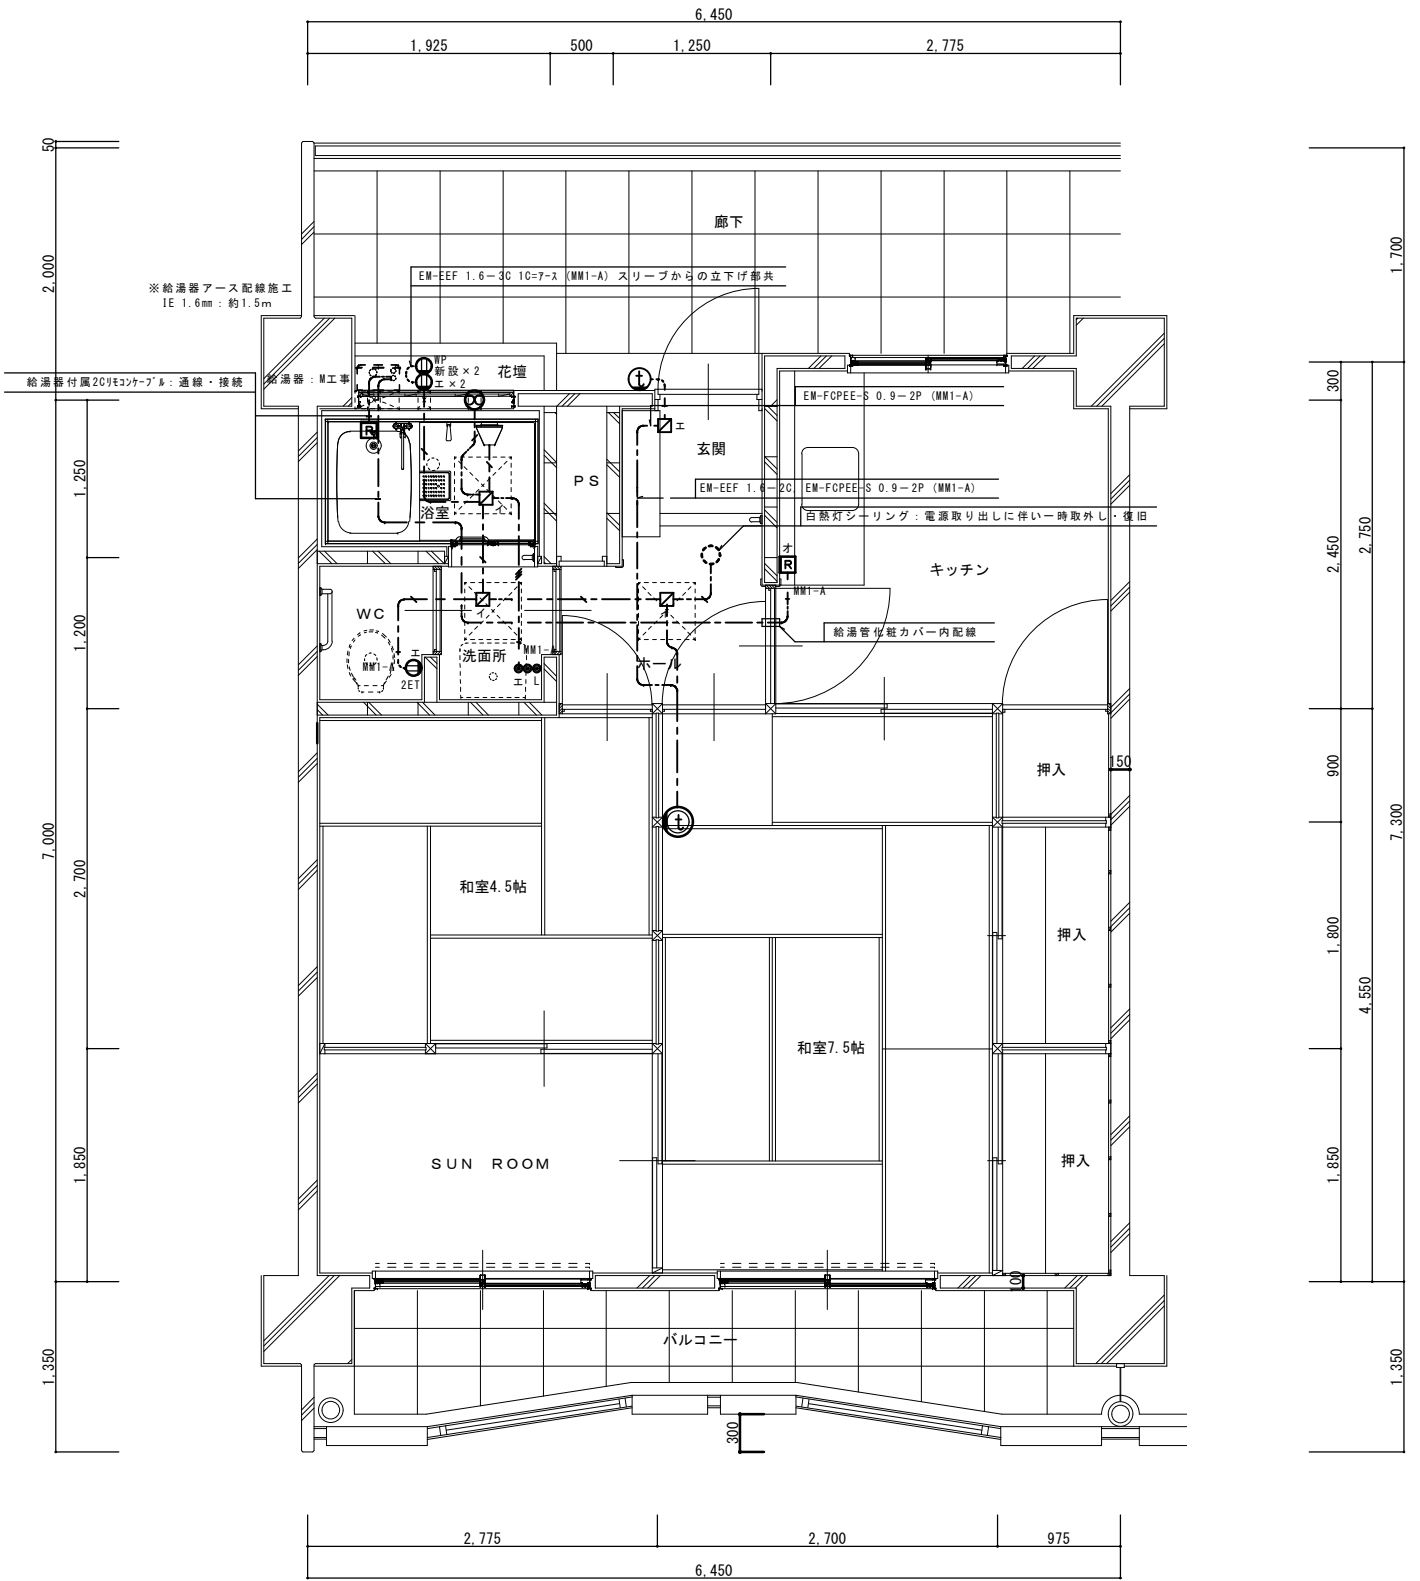 6,450
1,925
500
1,250
2,775
50
2,000
廊下
1,700
EM-EEF 1.6−3C 1C=アース (MM1-A) スリーブからの立下げ部共
※給湯器アース配線施工
IE 1.6mm：約1.5m
給湯器付属2Cリモコンケーブル：通線・接続
給湯器：M工事
WP
新設×2
エ×2
花壇
t
エ
EM-FCPEE-S 0.9−2P (MM1-A)
300
R
玄関
ＰＳ
EM-EEF 1.6−2C, EM-FCPEE-S 0.9−2P (MM1-A)
1,250
浴室
イ
白熱灯シーリング：電源取り出しに伴い一時取外し・復旧
2,450
2,750
オ
R
キッチン
MM1-A
ＷＣ
イ
給湯管化粧カバー内配線
1,200
洗面所
MM1-A
ホール
エ
MM1-A
2ET
エ L
押入
150
900
7,000
t
7,300
2,700
和室4.5帖
押入
1,800
4,550
和室7.5帖
1,850
ＳＵＮ　ＲＯＯＭ
押入
1,850
100
バルコニー
1,350
1,350
300
2,775
2,700
975
6,450